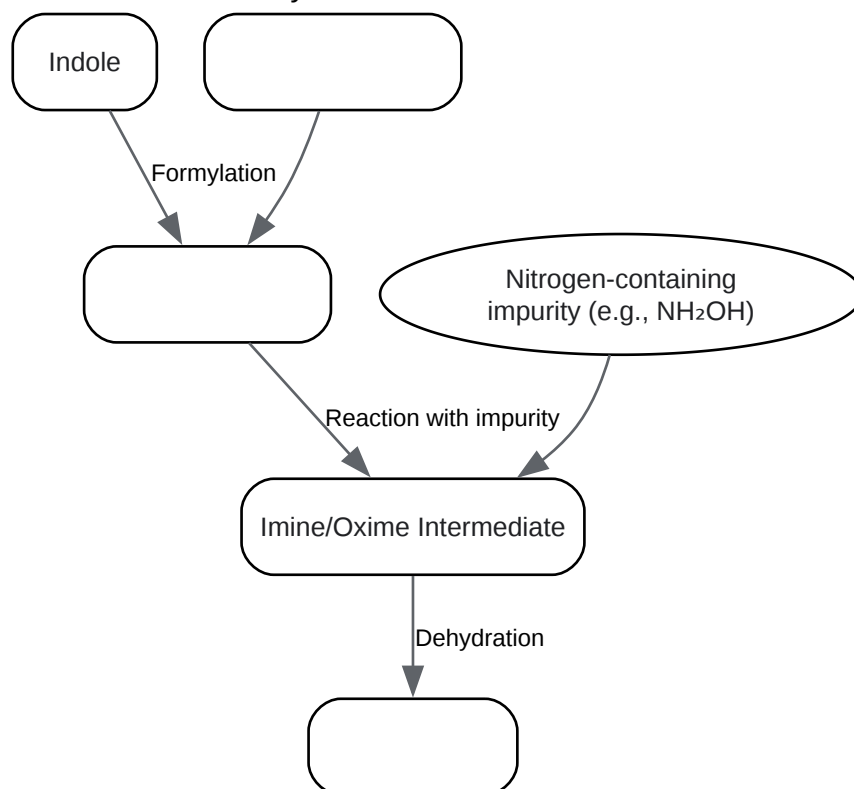 Indole
Formylation
Nitrogen-containing
impurity (e.g., NH₂OH)
Reaction with impurity
Imine/Oxime Intermediate
Dehydration